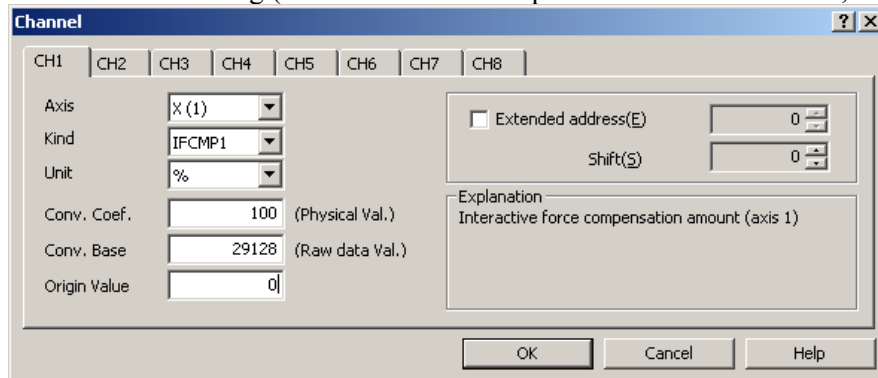 Channel
CH1 CH2 CH3 CH4 CH5 CH6 CH7 CH8
Axis X (1)
Kind IFCMP1
Unit %
Conv. Coef. 100 (Physical Val.)
Conv. Base 29128 (Raw data Val.)
Origin Value 0
Extended address(E) 0
Shift(S) 0
Explanation
Interactive force compensation amount (axis 1)
OK Cancel Help